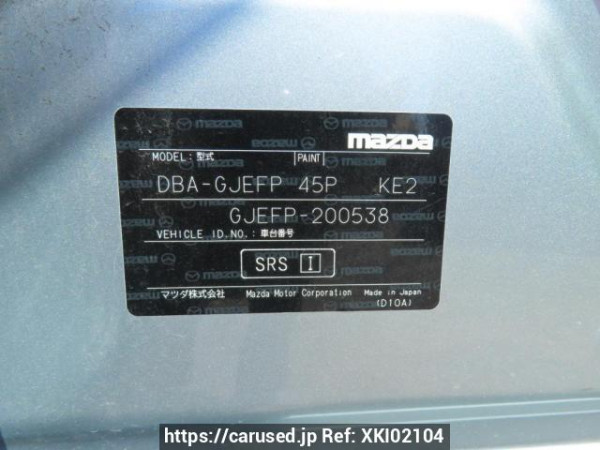 mazda
MODEL: 型式 PAINT
DBA-GJEFP 45P KE2
GJEFP-200538
VEHICLE ID.NO.: 車台番号
SRS I
マツダ株式会社 Mazda Motor Corporation Made in Japan
(D10A)
https://carused.jp Ref: XKI02104